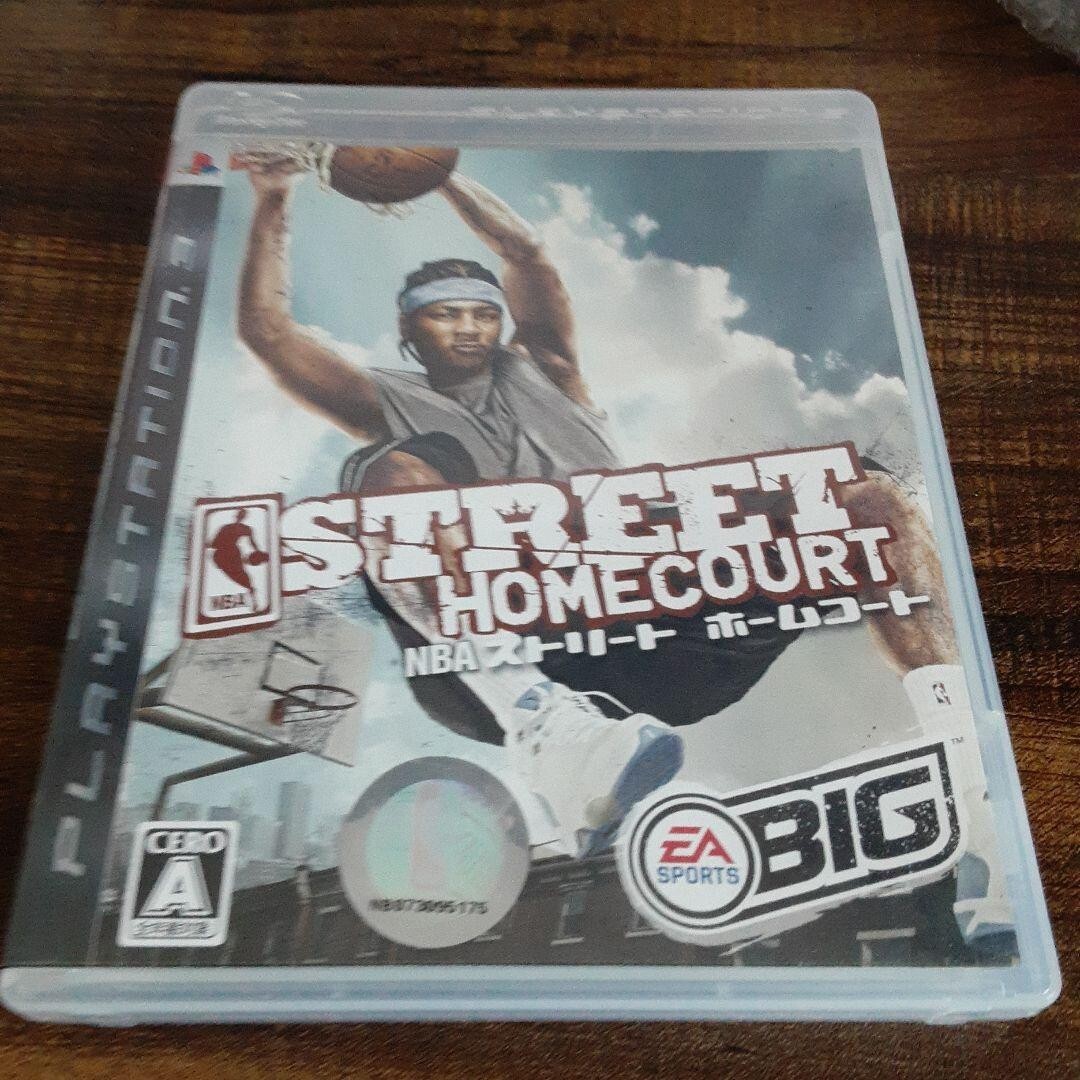 PLAYSTATION 3
STREET
NBA
HOMECOURT
NBAストリート ホームコート
CERO
A
EA
SPORTS
BIG
TM